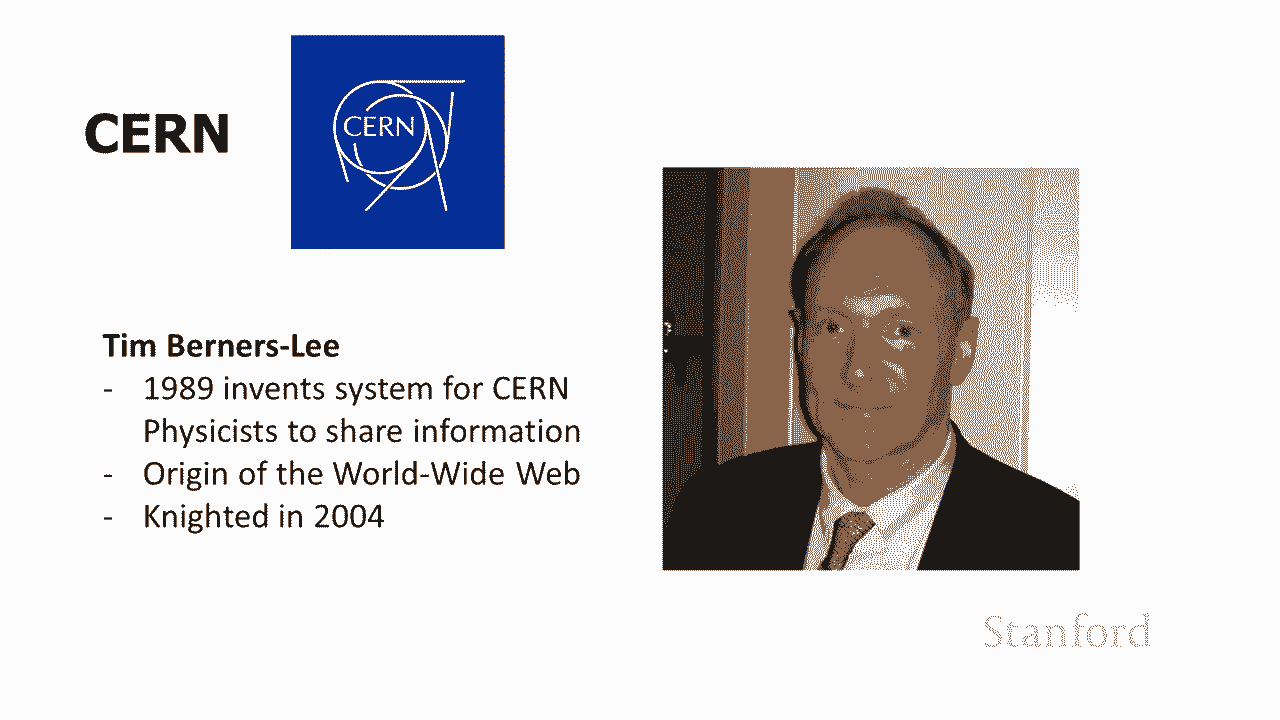 CERN
CERN
Tim Berners-Lee
- 1989 invents system for CERN
Physicists to share information
- Origin of the World-Wide Web
- Knighted in 2004
Stanford